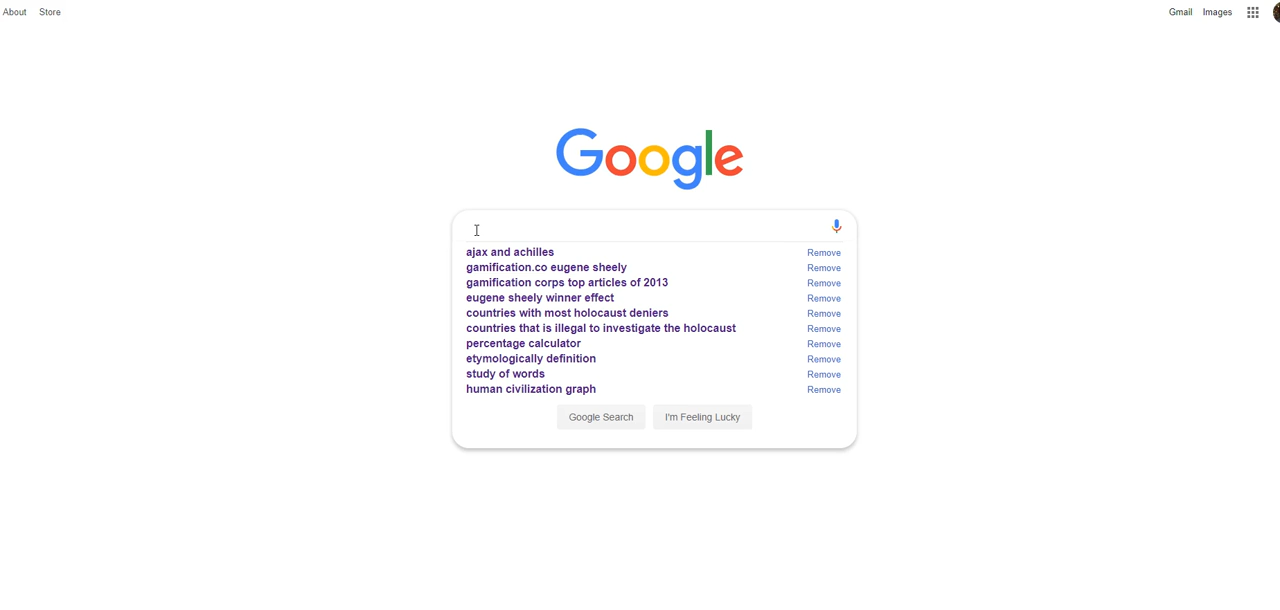 About Store Gmail Images
Google
ajax and achilles Remove
gamification.co eugene sheely Remove
gamification corps top articles of 2013 Remove
eugene sheely winner effect Remove
countries with most holocaust deniers Remove
countries that is illegal to investigate the holocaust Remove
percentage calculator Remove
etymologically definition Remove
study of words Remove
human civilization graph Remove
Google Search I'm Feeling Lucky